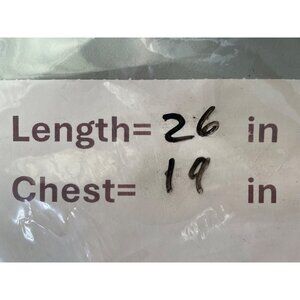 Length= 26 in
Chest= 19 in